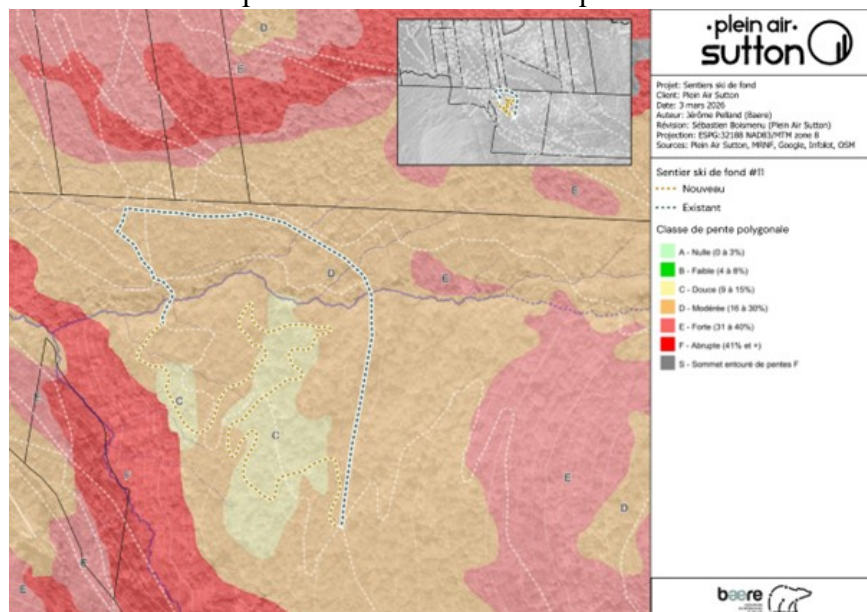 D
E
E
D
E
C
C
E
F
E
D
E
E
·plein air·
sutton
Projet: Sentiers ski de fond
Client: Plein Air Sutton
Date: 3 mars 2026
Auteur: Jérôme Pelland (Baere)
Révision: Sébastien Boismenu (Plein Air Sutton)
Projection: ESPG:32188 NAD83/MTM zone 8
Sources: Plein Air Sutton, MRNF, Google, Infolot, OSM
Sentier ski de fond #11
Nouveau
Existant
Classe de pente polygonale
A - Nulle (0 à 3%)
B - Faible (4 à 8%)
C - Douce (9 à 15%)
D - Modérée (16 à 30%)
E - Forte (31 à 40%)
F - Abrupte (41% et +)
S - Sommet entouré de pentes F
baere